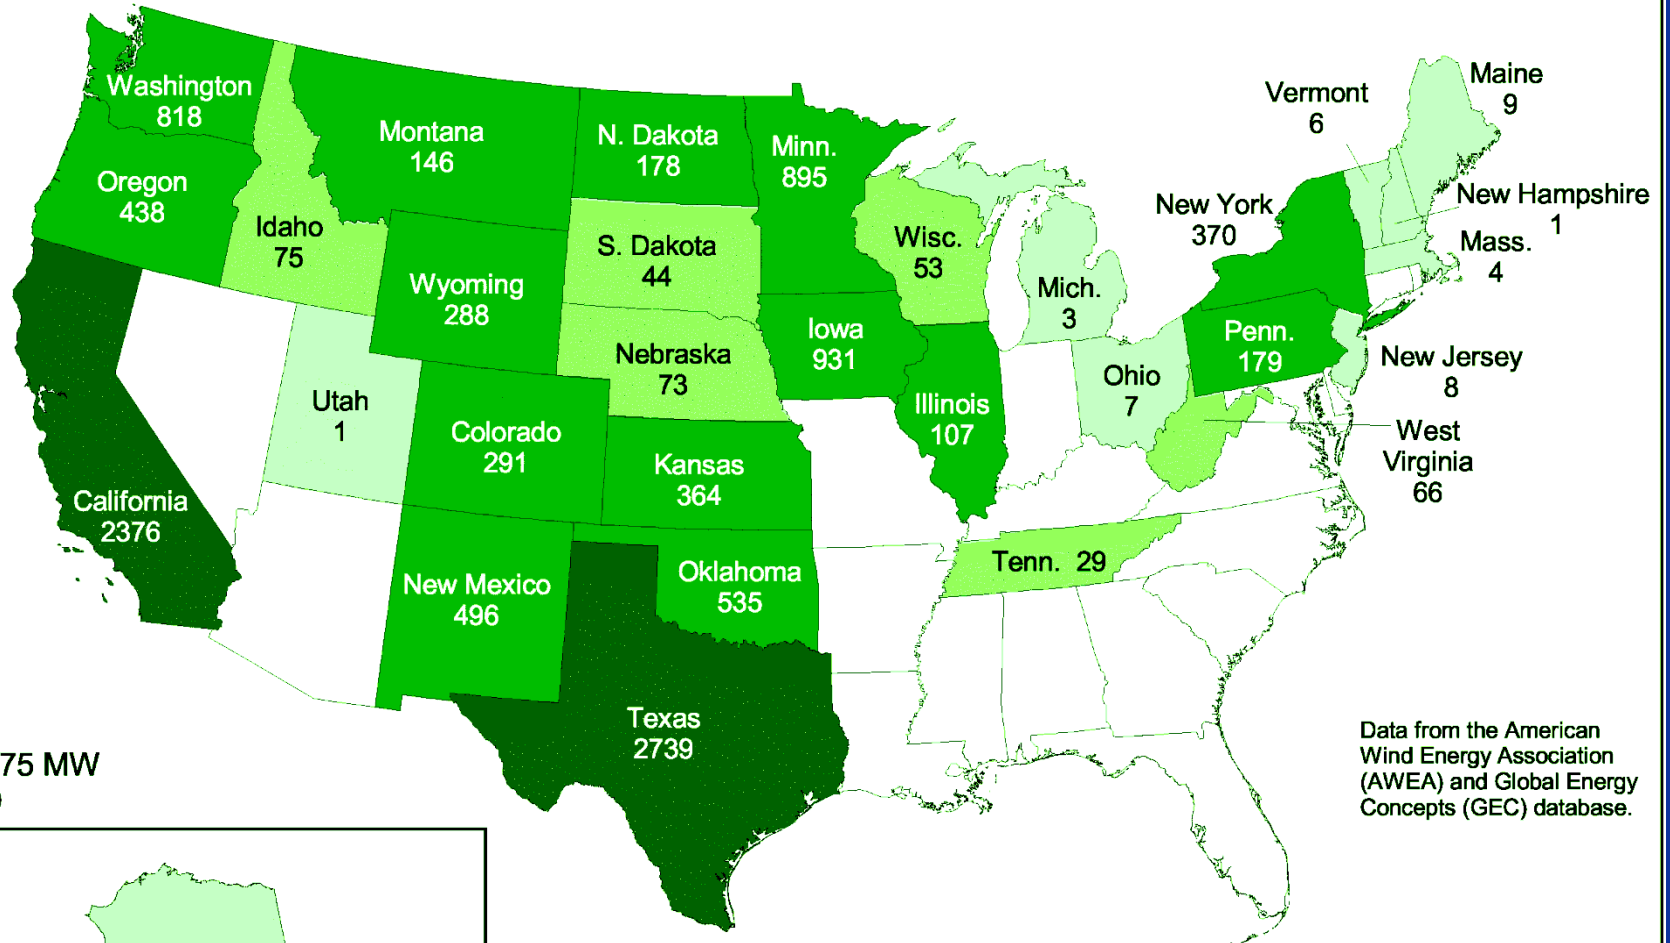 Washington
818
Oregon
438
Idaho
75
Montana
146
N. Dakota
178
Minn.
895
Vermont
6
Maine
9
New Hampshire
1
New York
370
Mass.
4
Wisc.
53
S. Dakota
44
Wyoming
288
Mich.
3
Iowa
931
Penn.
179
New Jersey
8
Nebraska
73
Ohio
7
Illinois
107
Utah
1
Colorado
291
Kansas
364
West
Virginia
66
California
2376
New Mexico
496
Oklahoma
535
Tenn. 29
Texas
2739
75 MW
)
Data from the American
Wind Energy Association
(AWEA) and Global Energy
Concepts (GEC) database.